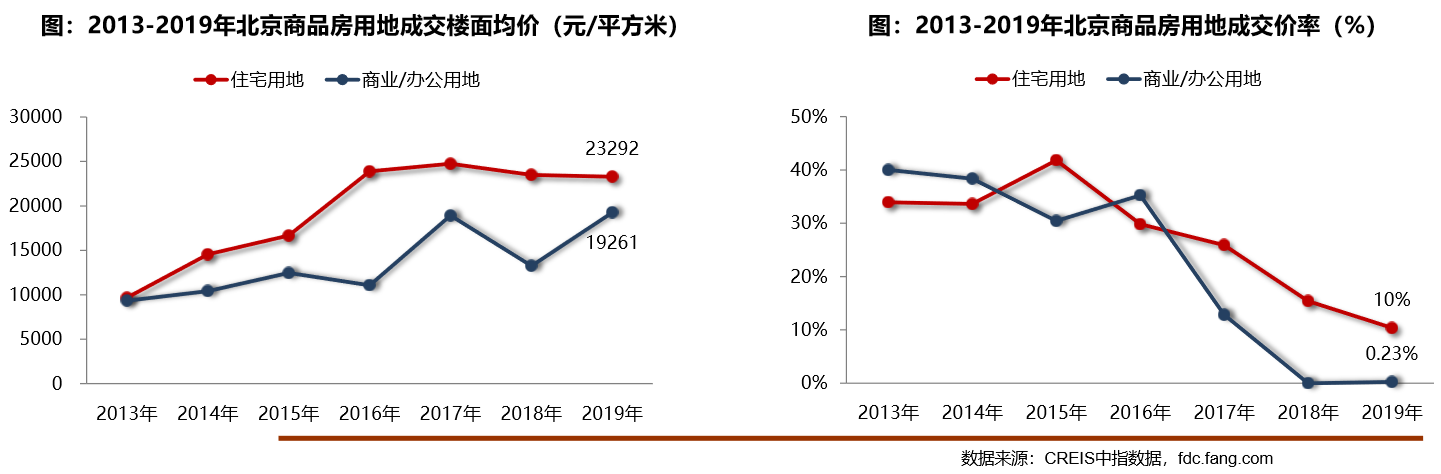 图：2013-2019年北京商品房用地成交楼面均价（元/平方米）
住宅用地 商业/办公用地
30000
25000
20000
15000
10000
5000
0
23292
19261
2013年 2014年 2015年 2016年 2017年 2018年 2019年
图：2013-2019年北京商品房用地成交价率（%）
住宅用地 商业/办公用地
50%
40%
30%
20%
10%
0%
10%
0.23%
2013年 2014年 2015年 2016年 2017年 2018年 2019年
数据来源：CREIS中指数据，fdc.fang.com